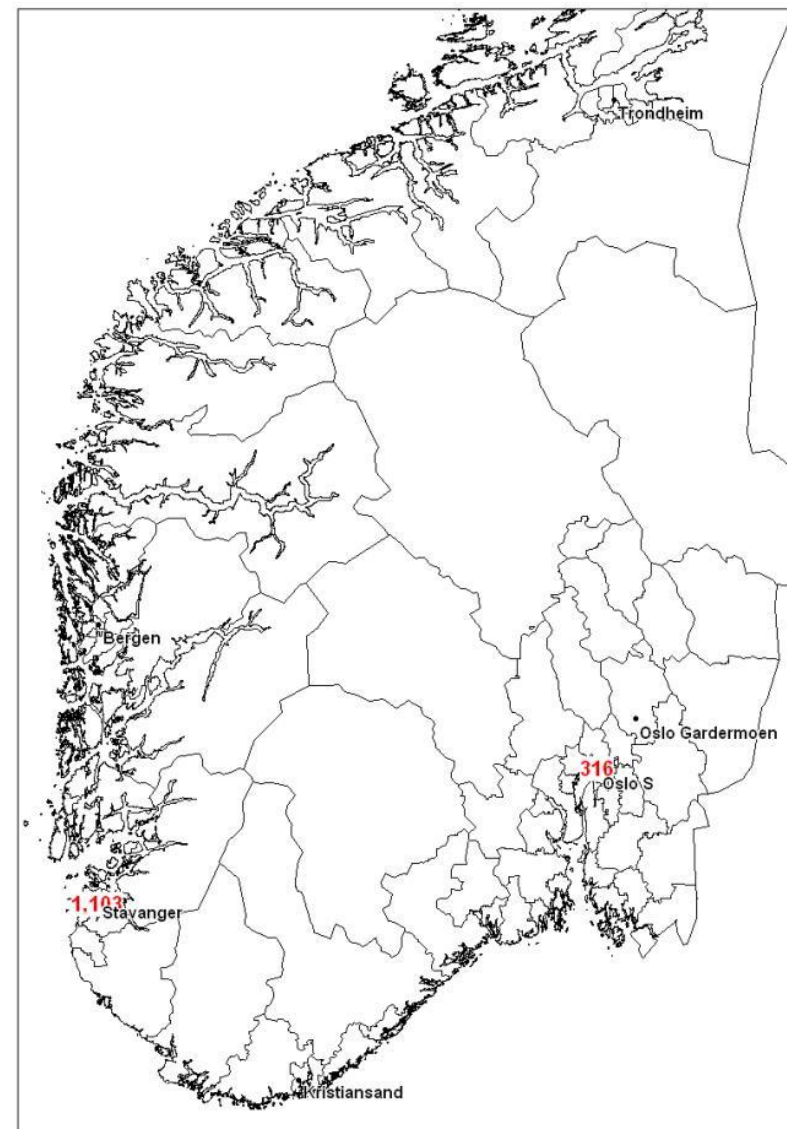 Trondheim
Bergen
Oslo Gardermoen
316
Oslo S
1,103
Stavanger
Kristiansand